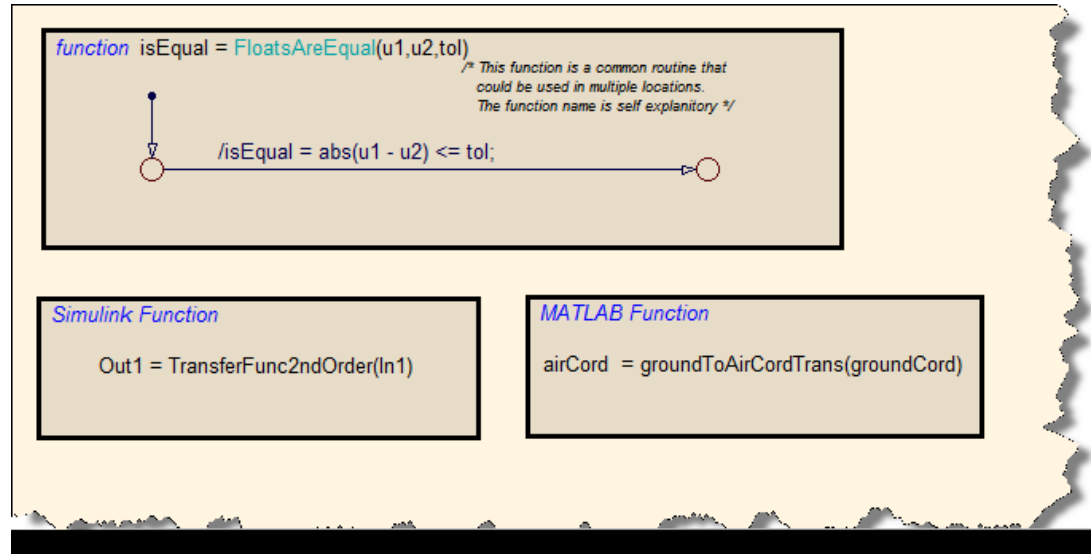 function isEqual = FloatsAreEqual(u1,u2,tol)
/* This function is a common routine that
could be used in multiple locations.
The function name is self explanitory */
/isEqual = abs(u1 - u2) <= tol;
Simulink Function
Out1 = TransferFunc2ndOrder(In1)
MATLAB Function
airCord = groundToAirCordTrans(groundCord)